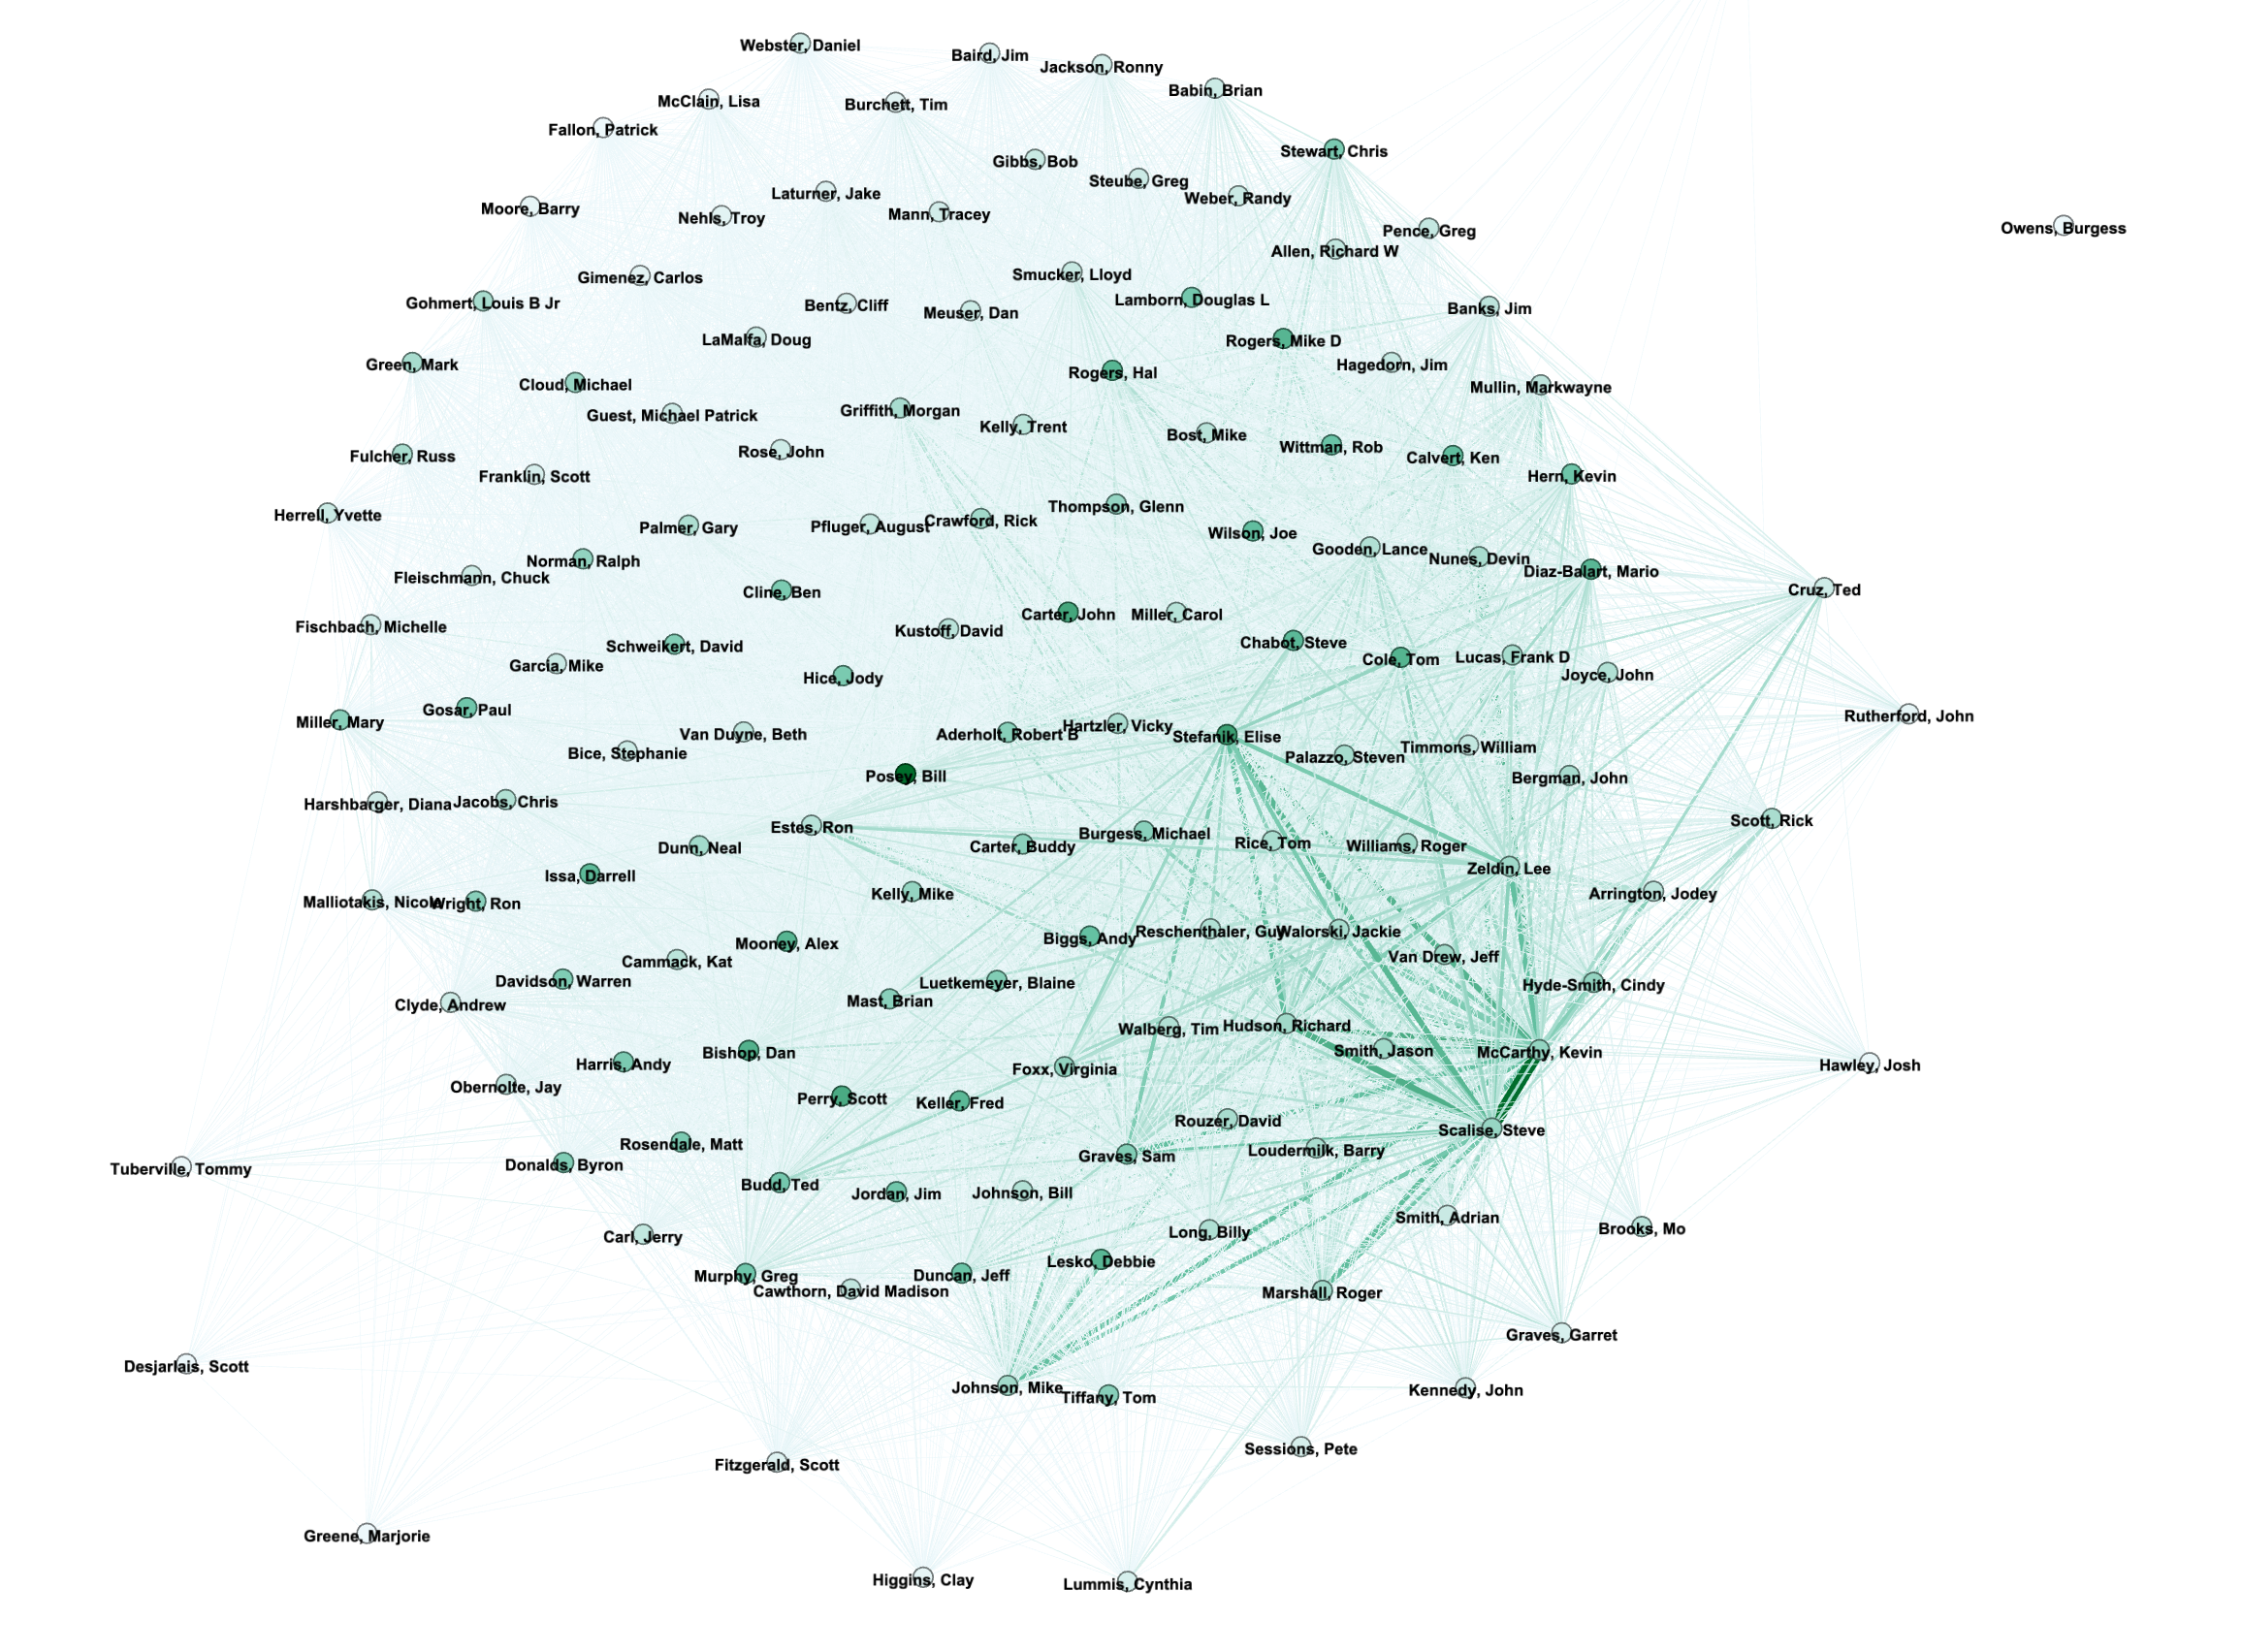 Webster, Daniel
Baird, Jim
Jackson, Ronny
Babin, Brian
McClain, Lisa
Burchett, Tim
Fallon, Patrick
Stewart, Chris
Gibbs, Bob
Steube, Greg
Laturner, Jake
Weber, Randy
Moore, Barry
Nehls, Troy
Mann, Tracey
Owens, Burgess
Pence, Greg
Allen, Richard W
Gimenez, Carlos
Smucker, Lloyd
Lamborn, Douglas L
Gohmert, Louis B Jr
Bentz, Cliff
Meuser, Dan
Banks, Jim
LaMalfa, Doug
Rogers, Mike D
Green, Mark
Rogers, Hal
Hagedorn, Jim
Cloud, Michael
Mullin, Markwayne
Guest, Michael Patrick
Griffith, Morgan
Kelly, Trent
Bost, Mike
Wittman, Rob
Rose, John
Fulcher, Russ
Calvert, Ken
Franklin, Scott
Hern, Kevin
Thompson, Glenn
Herrell, Yvette
Palmer, Gary
Pfluger, August
Crawford, Rick
Wilson, Joe
Gooden, Lance
Nunes, Devin
Norman, Ralph
Diaz-Balart, Mario
Fleischmann, Chuck
Cline, Ben
Cruz, Ted
Carter, John
Miller, Carol
Fischbach, Michelle
Kustoff, David
Schweikert, David
Chabot, Steve
Cole, Tom
Lucas, Frank D
Garcia, Mike
Joyce, John
Hice, Jody
Gosar, Paul
Rutherford, John
Miller, Mary
Van Duyne, Beth
Aderholt, Robert B
Hartzler, Vicky
Stefanik, Elise
Timmons, William
Bice, Stephanie
Palazzo, Steven
Posey, Bill
Bergman, John
Harshbarger, Diana
Jacobs, Chris
Scott, Rick
Estes, Ron
Burgess, Michael
Dunn, Neal
Carter, Buddy
Rice, Tom
Williams, Roger
Zeldin, Lee
Issa, Darrell
Kelly, Mike
Arrington, Jodey
Malliotakis, Nicole
Wright, Ron
Reschenthaler, Guy
Walorski, Jackie
Mooney, Alex
Biggs, Andy
Van Drew, Jeff
Cammack, Kat
Davidson, Warren
Luetkemeyer, Blaine
Hyde-Smith, Cindy
Clyde, Andrew
Mast, Brian
Walberg, Tim
Hudson, Richard
Bishop, Dan
Smith, Jason
McCarthy, Kevin
Harris, Andy
Foxx, Virginia
Hawley, Josh
Obernolte, Jay
Perry, Scott
Keller, Fred
Rouzer, David
Scalise, Steve
Rosendale, Matt
Graves, Sam
Loudermilk, Barry
Tuberville, Tommy
Donalds, Byron
Budd, Ted
Jordan, Jim
Johnson, Bill
Smith, Adrian
Brooks, Mo
Long, Billy
Carl, Jerry
Lesko, Debbie
Murphy, Greg
Duncan, Jeff
Cawthorn, David Madison
Marshall, Roger
Graves, Garret
Desjarlais, Scott
Johnson, Mike
Kennedy, John
Tiffany, Tom
Sessions, Pete
Fitzgerald, Scott
Greene, Marjorie
Higgins, Clay
Lummis, Cynthia